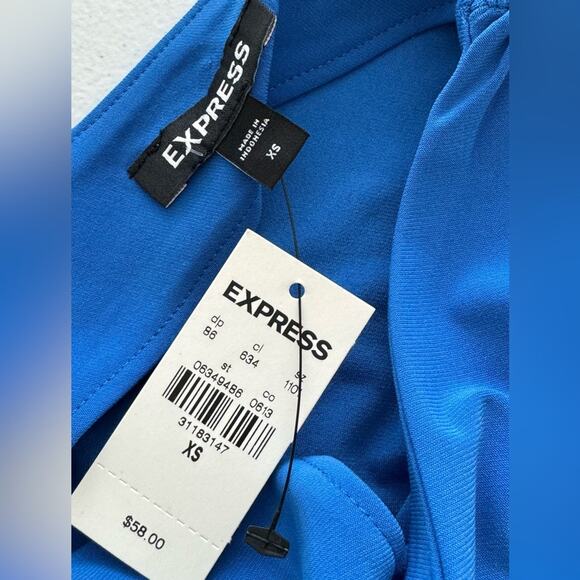 EXPRESS
MADE IN
INDONESIA
XS
EXPRESS
dp cl sz
86 634 110
st co
06349486 0613
31183147
XS
$58.00